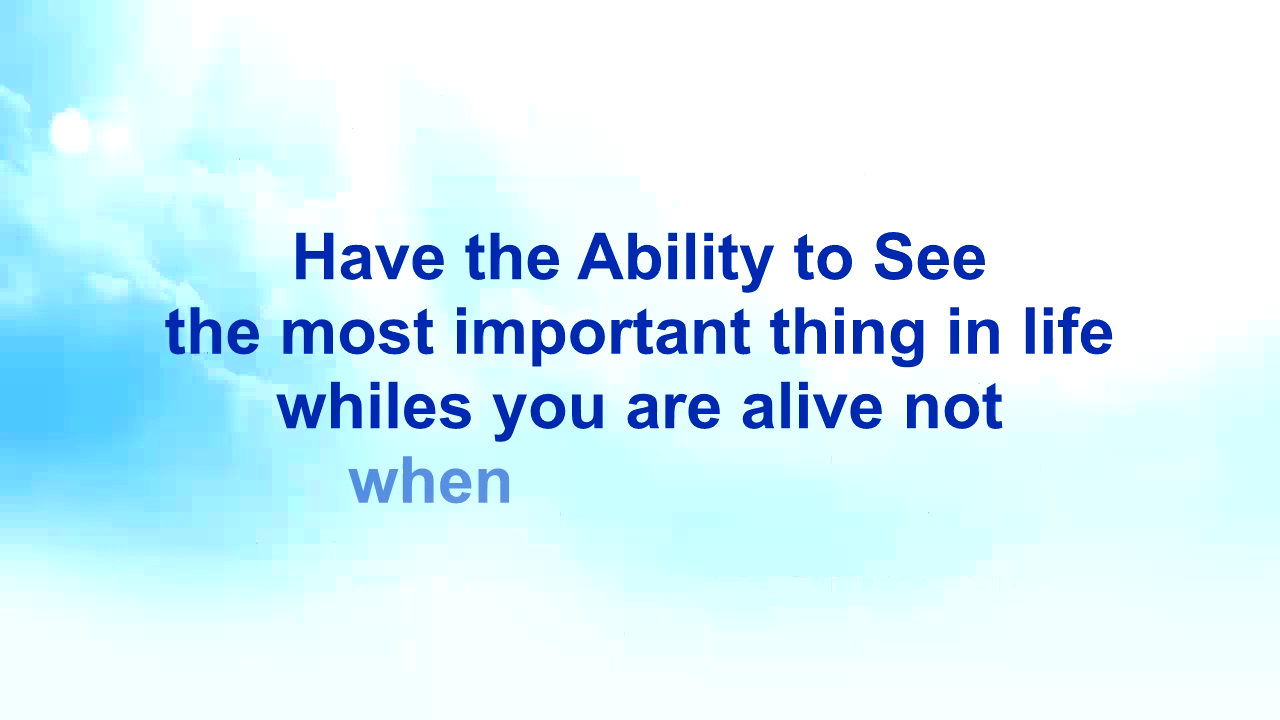 Have the Ability to See
the most important thing in life
whiles you are alive not
when